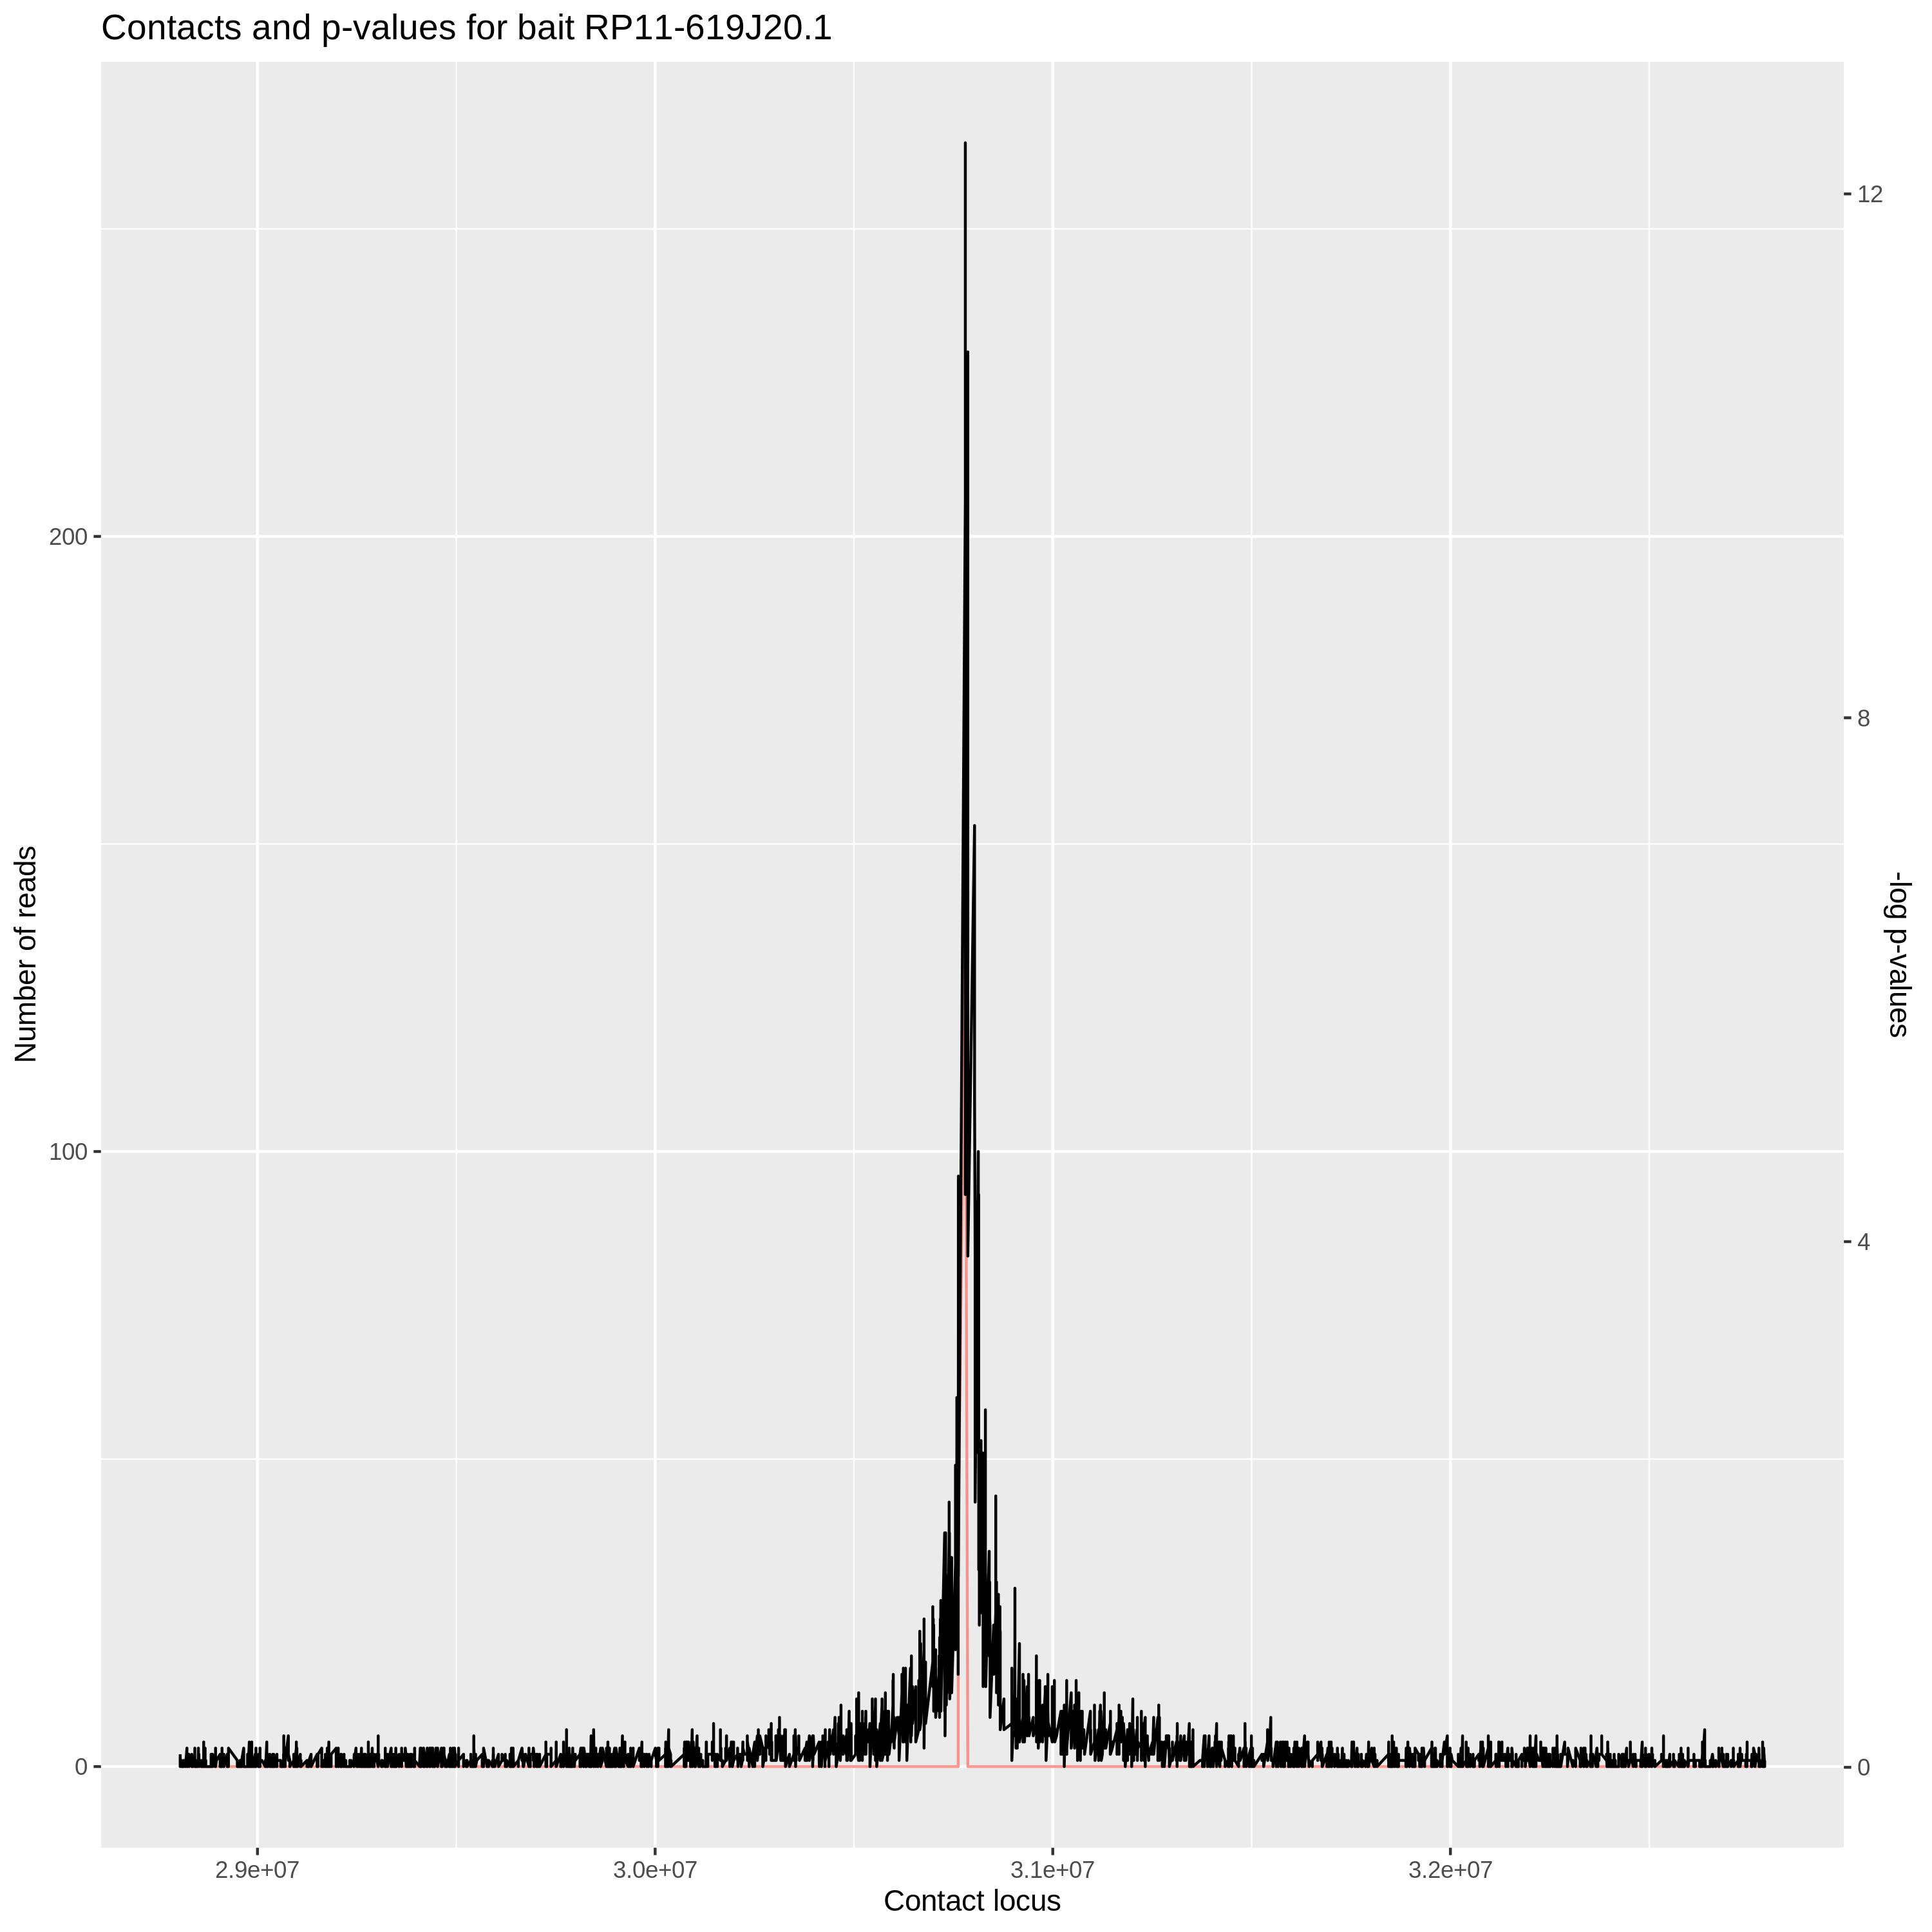 Contacts and p-values for bait RP11-619J20.1
Number of reads
200
100
0
12
8
4
0
-log p-values
2.9e+07
3.0e+07
3.1e+07
3.2e+07
Contact locus